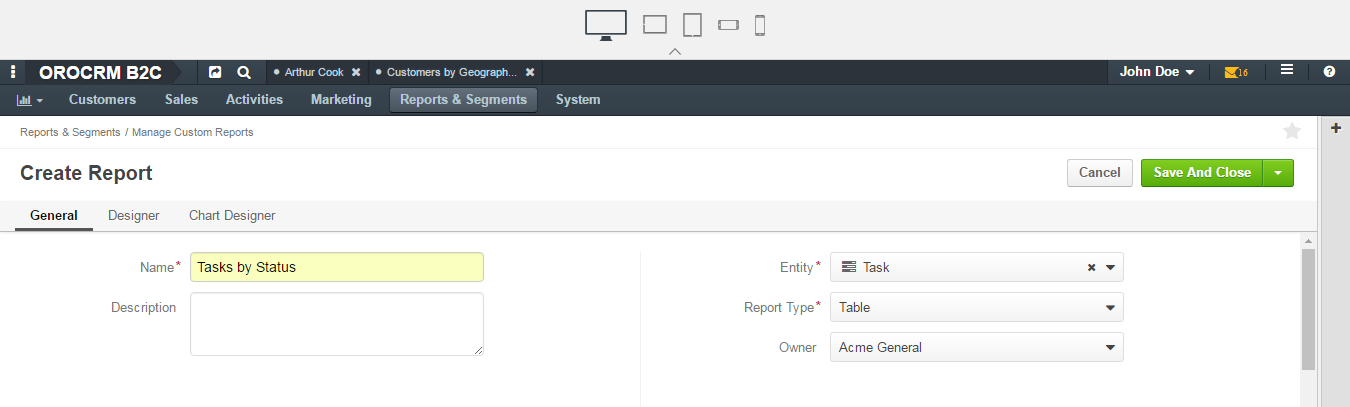 OROCRM B2C Arthur Cook Customers by Geograph... John Doe 16
Customers Sales Activities Marketing Reports & Segments System
Reports & Segments / Manage Custom Reports
Create Report Cancel Save And Close
General Designer Chart Designer
Name* Tasks by Status Entity* Task
Description Report Type* Table
Owner Acme General